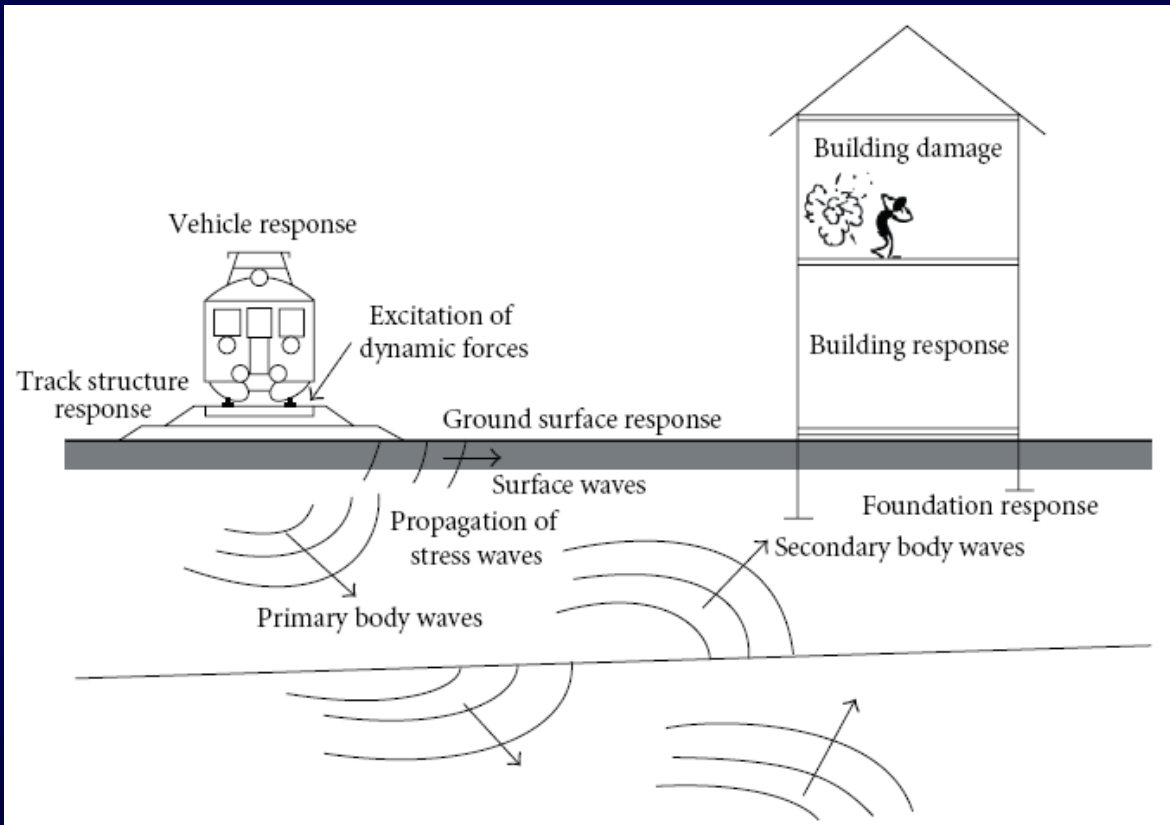 Building damage
Vehicle response
Excitation of
dynamic forces
Building response
Track structure
response
Ground surface response
Surface waves
Foundation response
Propagation of
stress waves
Secondary body waves
Primary body waves